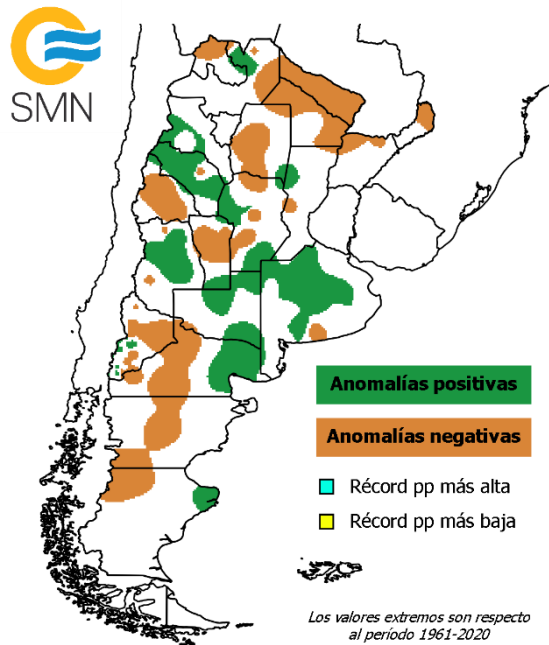 SMN
Anomalías positivas
Anomalías negativas
Récord pp más alta
Récord pp más baja
Los valores extremos son respecto
al período 1961-2020